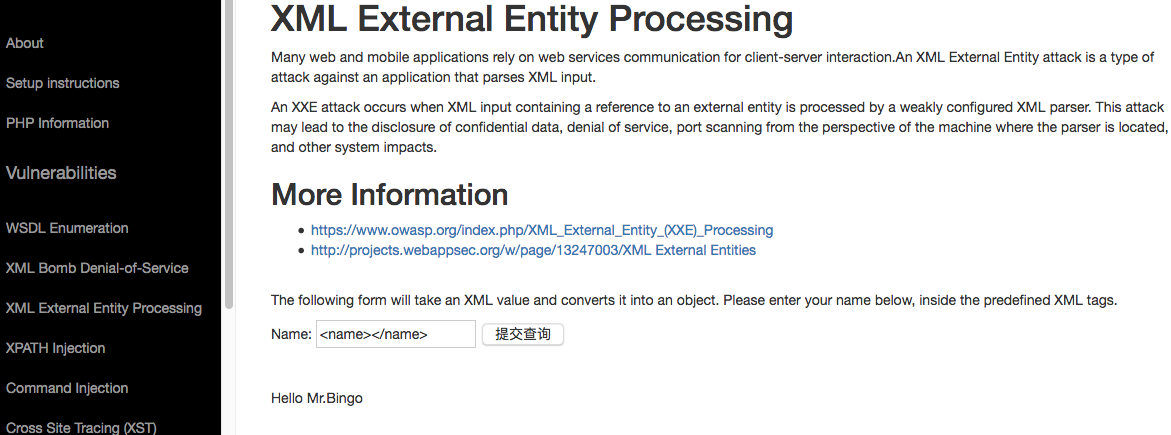 About
Setup instructions
PHP Information
Vulnerabilities
WSDL Enumeration
XML Bomb Denial-of-Service
XML External Entity Processing
XPATH Injection
Command Injection
Cross Site Tracing (XST)
XML External Entity Processing
Many web and mobile applications rely on web services communication for client-server interaction.An XML External Entity attack is a type of
attack against an application that parses XML input.
An XXE attack occurs when XML input containing a reference to an external entity is processed by a weakly configured XML parser. This attack
may lead to the disclosure of confidential data, denial of service, port scanning from the perspective of the machine where the parser is located,
and other system impacts.
More Information
• https://www.owasp.org/index.php/XML_External_Entity_(XXE)_Processing
• http://projects.webappsec.org/w/page/13247003/XML External Entities
The following form will take an XML value and converts it into an object. Please enter your name below, inside the predefined XML tags.
Name: <name></name> 提交查询
Hello Mr.Bingo